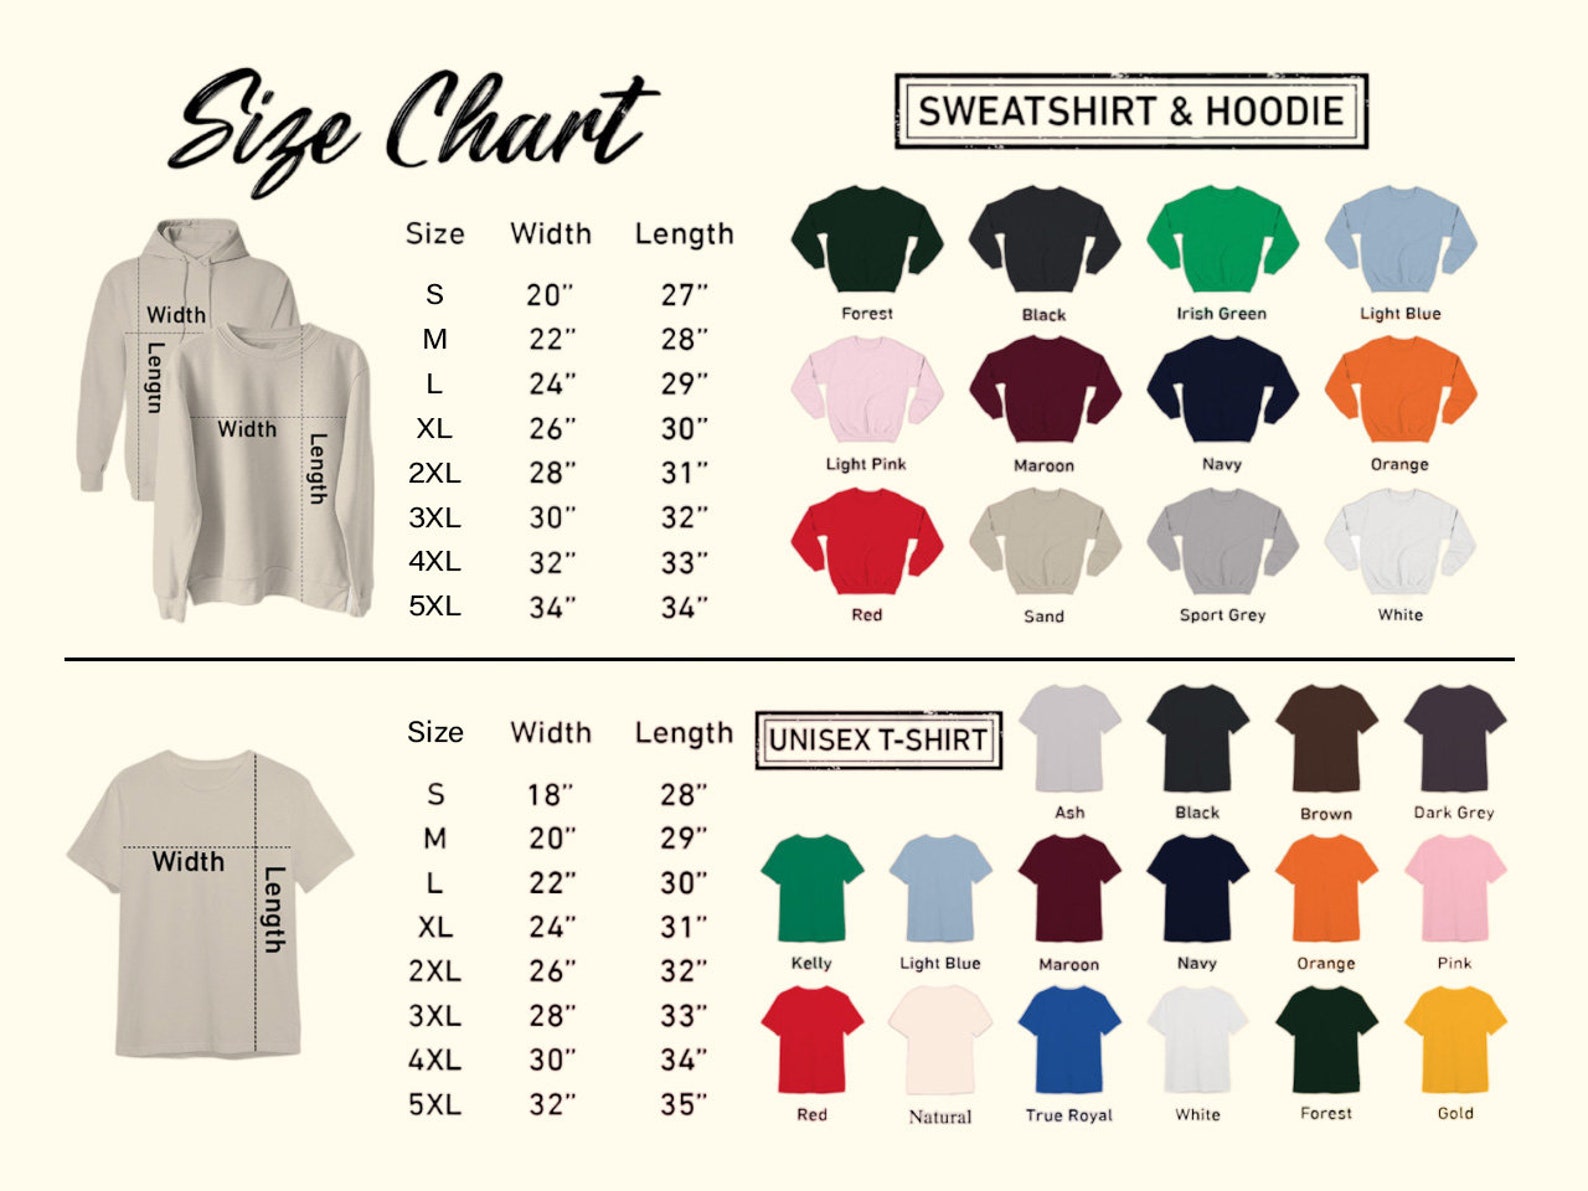 Size Chart
SWEATSHIRT & HOODIE
Size Width Length
S 20” 27”
M 22” 28”
L 24” 29”
XL 26” 30”
2XL 28” 31”
3XL 30” 32”
4XL 32” 33”
5XL 34” 34”
Width
Length
Width
Length
Forest Black Irish Green Light Blue
Light Pink Maroon Navy Orange
Red Sand Sport Grey White
Size Width Length
S 18” 28”
M 20” 29”
L 22” 30”
XL 24” 31”
2XL 26” 32”
3XL 28” 33”
4XL 30” 34”
5XL 32” 35”
Width
Length
UNISEX T-SHIRT
Ash Black Brown Dark Grey
Kelly Light Blue Maroon Navy Orange Pink
Red Natural True Royal White Forest Gold